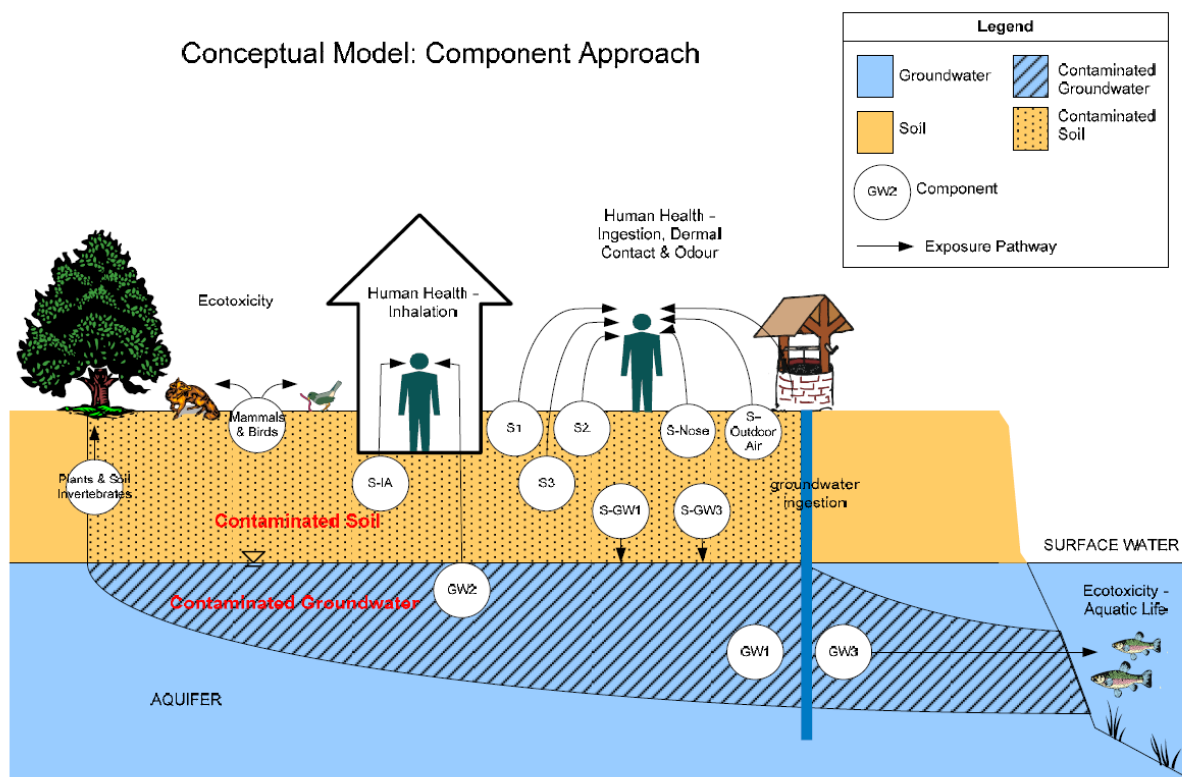 Conceptual Model: Component Approach
Legend
Groundwater
Contaminated
Groundwater
Soil
Contaminated
Soil
GW2
Component
Exposure Pathway
Human Health –
Ingestion, Dermal
Contact & Odour
Ecotoxicity
Human Health –
Inhalation
Mammals
& Birds
S1
S2
S-Nose
S–
Outdoor
Air
Plants & Soil
Invertebrates
S-IA
S3
groundwater
ingestion
S-GW1
S-GW3
Contaminated Soil
SURFACE WATER
GW2
Contaminated Groundwater
Ecotoxicity -
Aquatic Life
GW1
GW3
AQUIFER